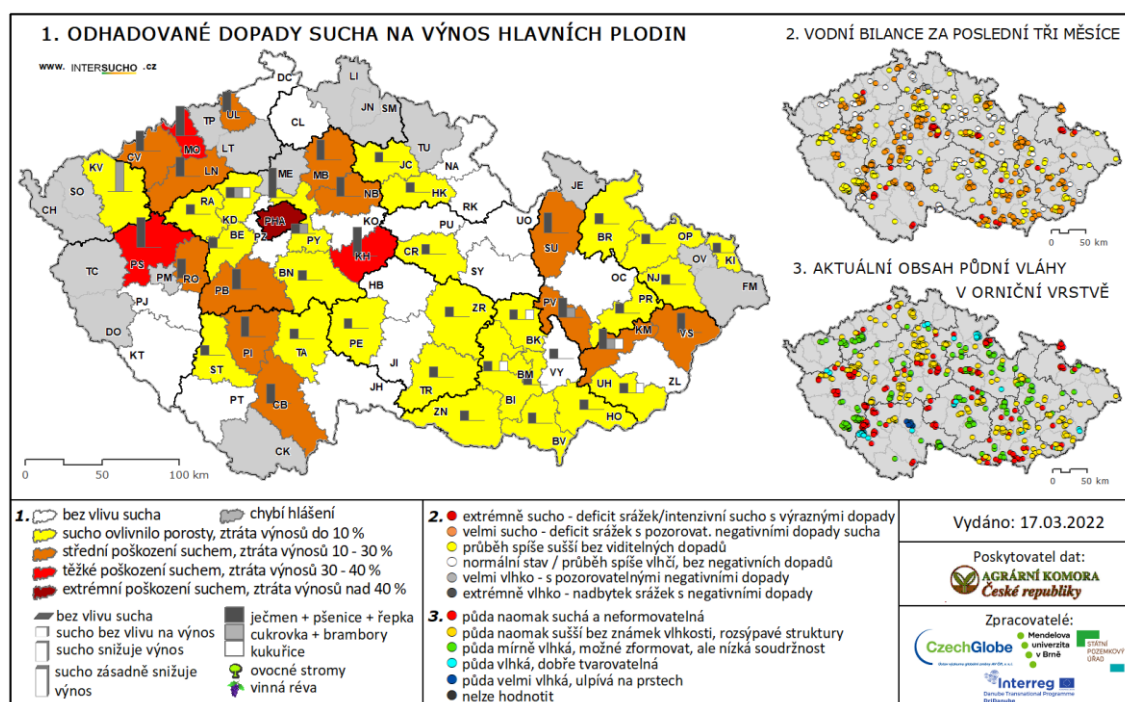 1. ODHADOVANÉ DOPADY SUCHA NA VÝNOS HLAVNÍCH PLODIN
www. INTERSUCHO .cz
DC
LI
UL
TP
CL
JN
SM
MO
LT
TU
CV
LN
KV
SO
ME
MB
JC
NA
CH
RA
NB
HK
JE
KD
PHA
RK
BE
PZ
PY
KO
PU
UO
SU
BR
OP
PS
KH
CR
KI
TC
PM
RO
BN
SY
OC
OV
PB
HB
NJ
FM
PJ
ZR
PV
PR
DO
PI
TA
PE
BK
KM
VS
KT
ST
JI
BM
VY
PT
JH
TR
UH
ZL
CB
ZN
BI
HO
CK
BV
0 50 100 km
2. VODNÍ BILANCE ZA POSLEDNÍ TŘI MĚSÍCE
0 50 km
3. AKTUÁLNÍ OBSAH PŮDNÍ VLÁHY
V ORNIČNÍ VRSTVĚ
0 50 km
1. bez vlivu sucha
chybí hlášení
sucho ovlivnilo porosty, ztráta výnosů do 10 %
střední poškození suchem, ztráta výnosů 10 - 30 %
těžké poškození suchem, ztráta výnosů 30 - 40 %
extrémní poškození suchem, ztráta výnosů nad 40 %
bez vlivu sucha
sucho bez vlivu na výnos
sucho snižuje výnos
sucho zásadně snižuje
výnos
ječmen + pšenice + řepka
cukrovka + brambory
kukuřice
ovocné stromy
vinná réva
2. extrémně sucho - deficit srážek/intenzivní sucho s výraznými dopady
velmi sucho - deficit srážek s pozorovat. negativními dopady sucha
průběh spíše sušší bez viditelných dopadů
normální stav / průběh spíše vlhčí, bez negativních dopadů
velmi vlhko - s pozorovatelnými negativními dopady
extrémně vlhko - nadbytek srážek s negativními dopady
3. půda naomak suchá a neformovatelná
půda naomak sušší bez známek vlhkosti, rozsýpavé struktury
půda mírně vlhká, možné zformovat, ale nízká soudržnost
půda vlhká, dobře tvarovatelná
půda velmi vlhká, ulpívá na prstech
nelze hodnotit
Vydáno: 17.03.2022
Poskytovatel dat:
AGRÁRNÍ KOMORA
České republiky
Zpracovatelé:
CzechGlobe
Mendelova
univerzita
v Brně
STÁTNÍ
POZEMKOVÝ
ÚŘAD
Interreg
Danube Transnational Programme
DriDanube